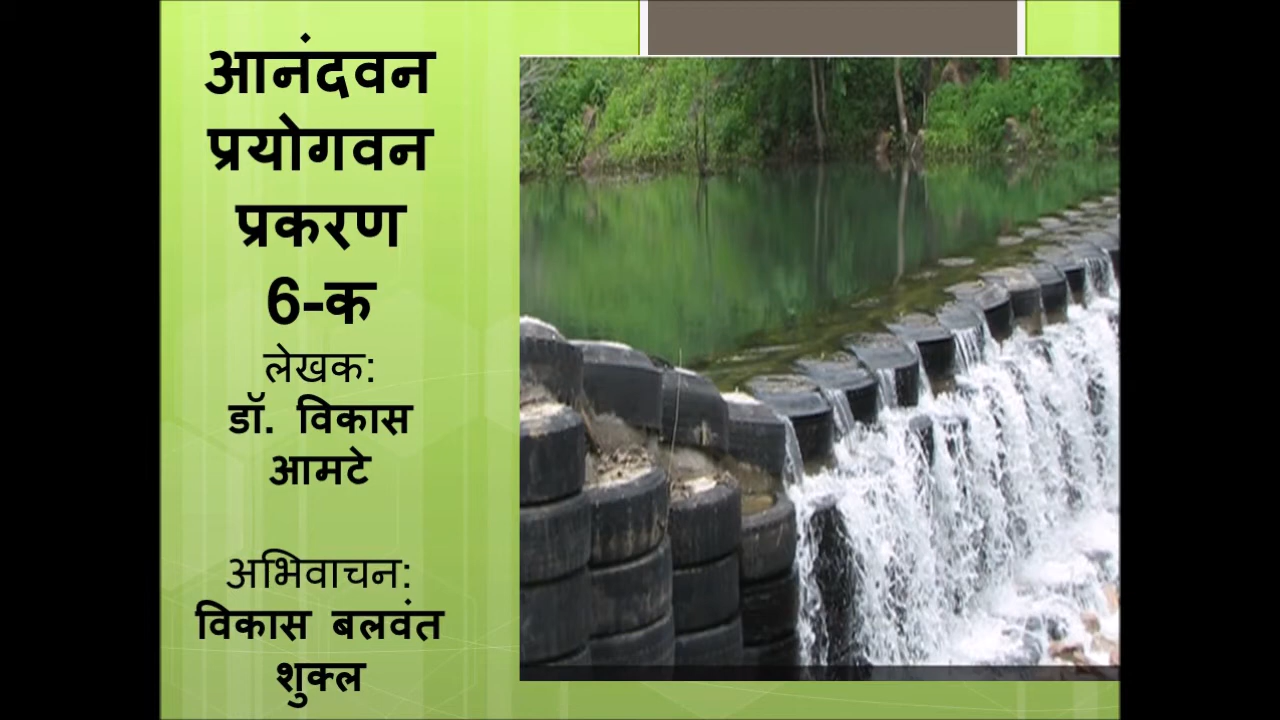 आनंदवन
प्रयोगवन
प्रकरण
6-क
लेखक:
डॉ. विकास
आमटे
अभिवाचन:
विकास बलवंत
शुक्ल